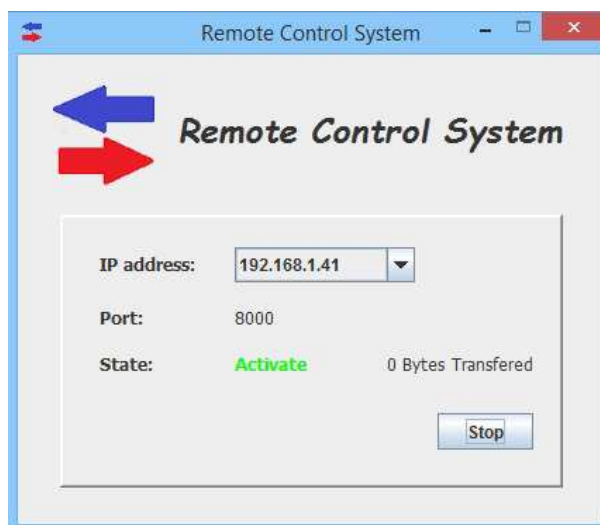 Remote Control System
Remote Control System
IP address: 192.168.1.41
Port: 8000
State: Activate 0 Bytes Transfered
Stop